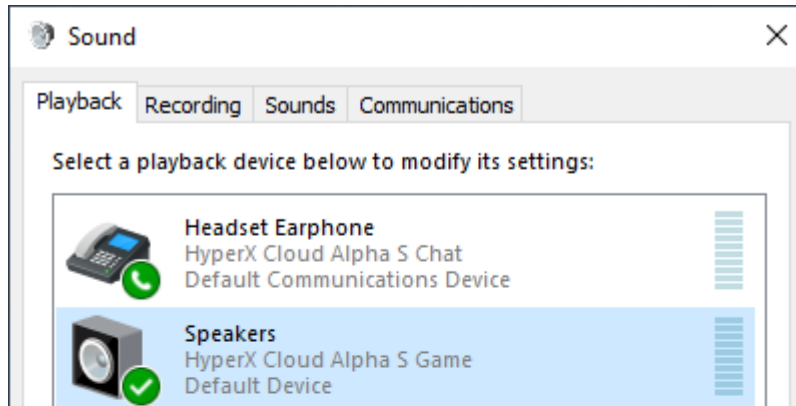 Sound
Playback Recording Sounds Communications
Select a playback device below to modify its settings:
Headset Earphone
HyperX Cloud Alpha S Chat
Default Communications Device
Speakers
HyperX Cloud Alpha S Game
Default Device